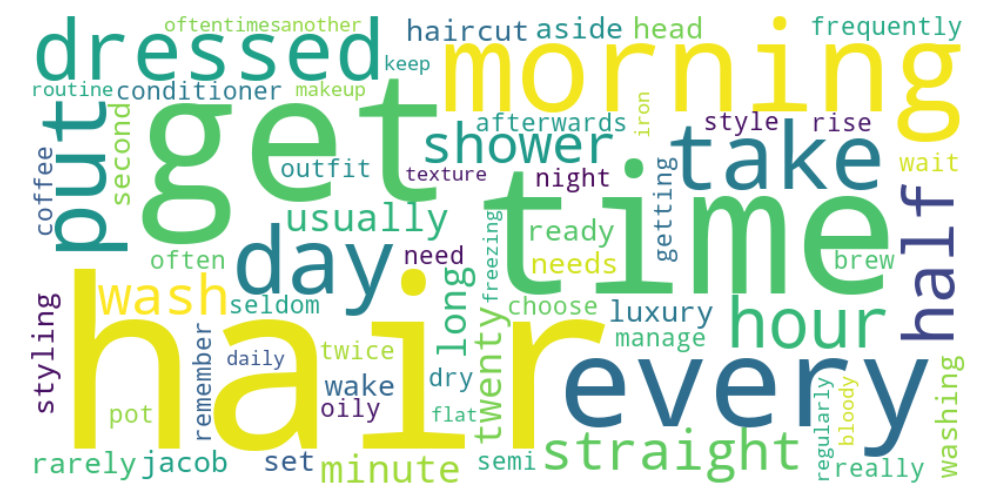 oftentimesanother
dressed
haircut
aside
head
frequently
morning
keep
routine
conditioner
makeup
get
put
second
coffee
afterwards
shower
iron
style
rise
take
wait
outfit
texture
night
getting
time
half
usually
often
day
need
freezing
ready
needs
brew
hair
wash
seldom
long
choose
luxury
manage
hour
styling
remember
daily
twice
wake
oily
dry
flat
twenty
every
regularly
bloody
washing
pot
rarely
jacob
set
minute
semi
straight
really